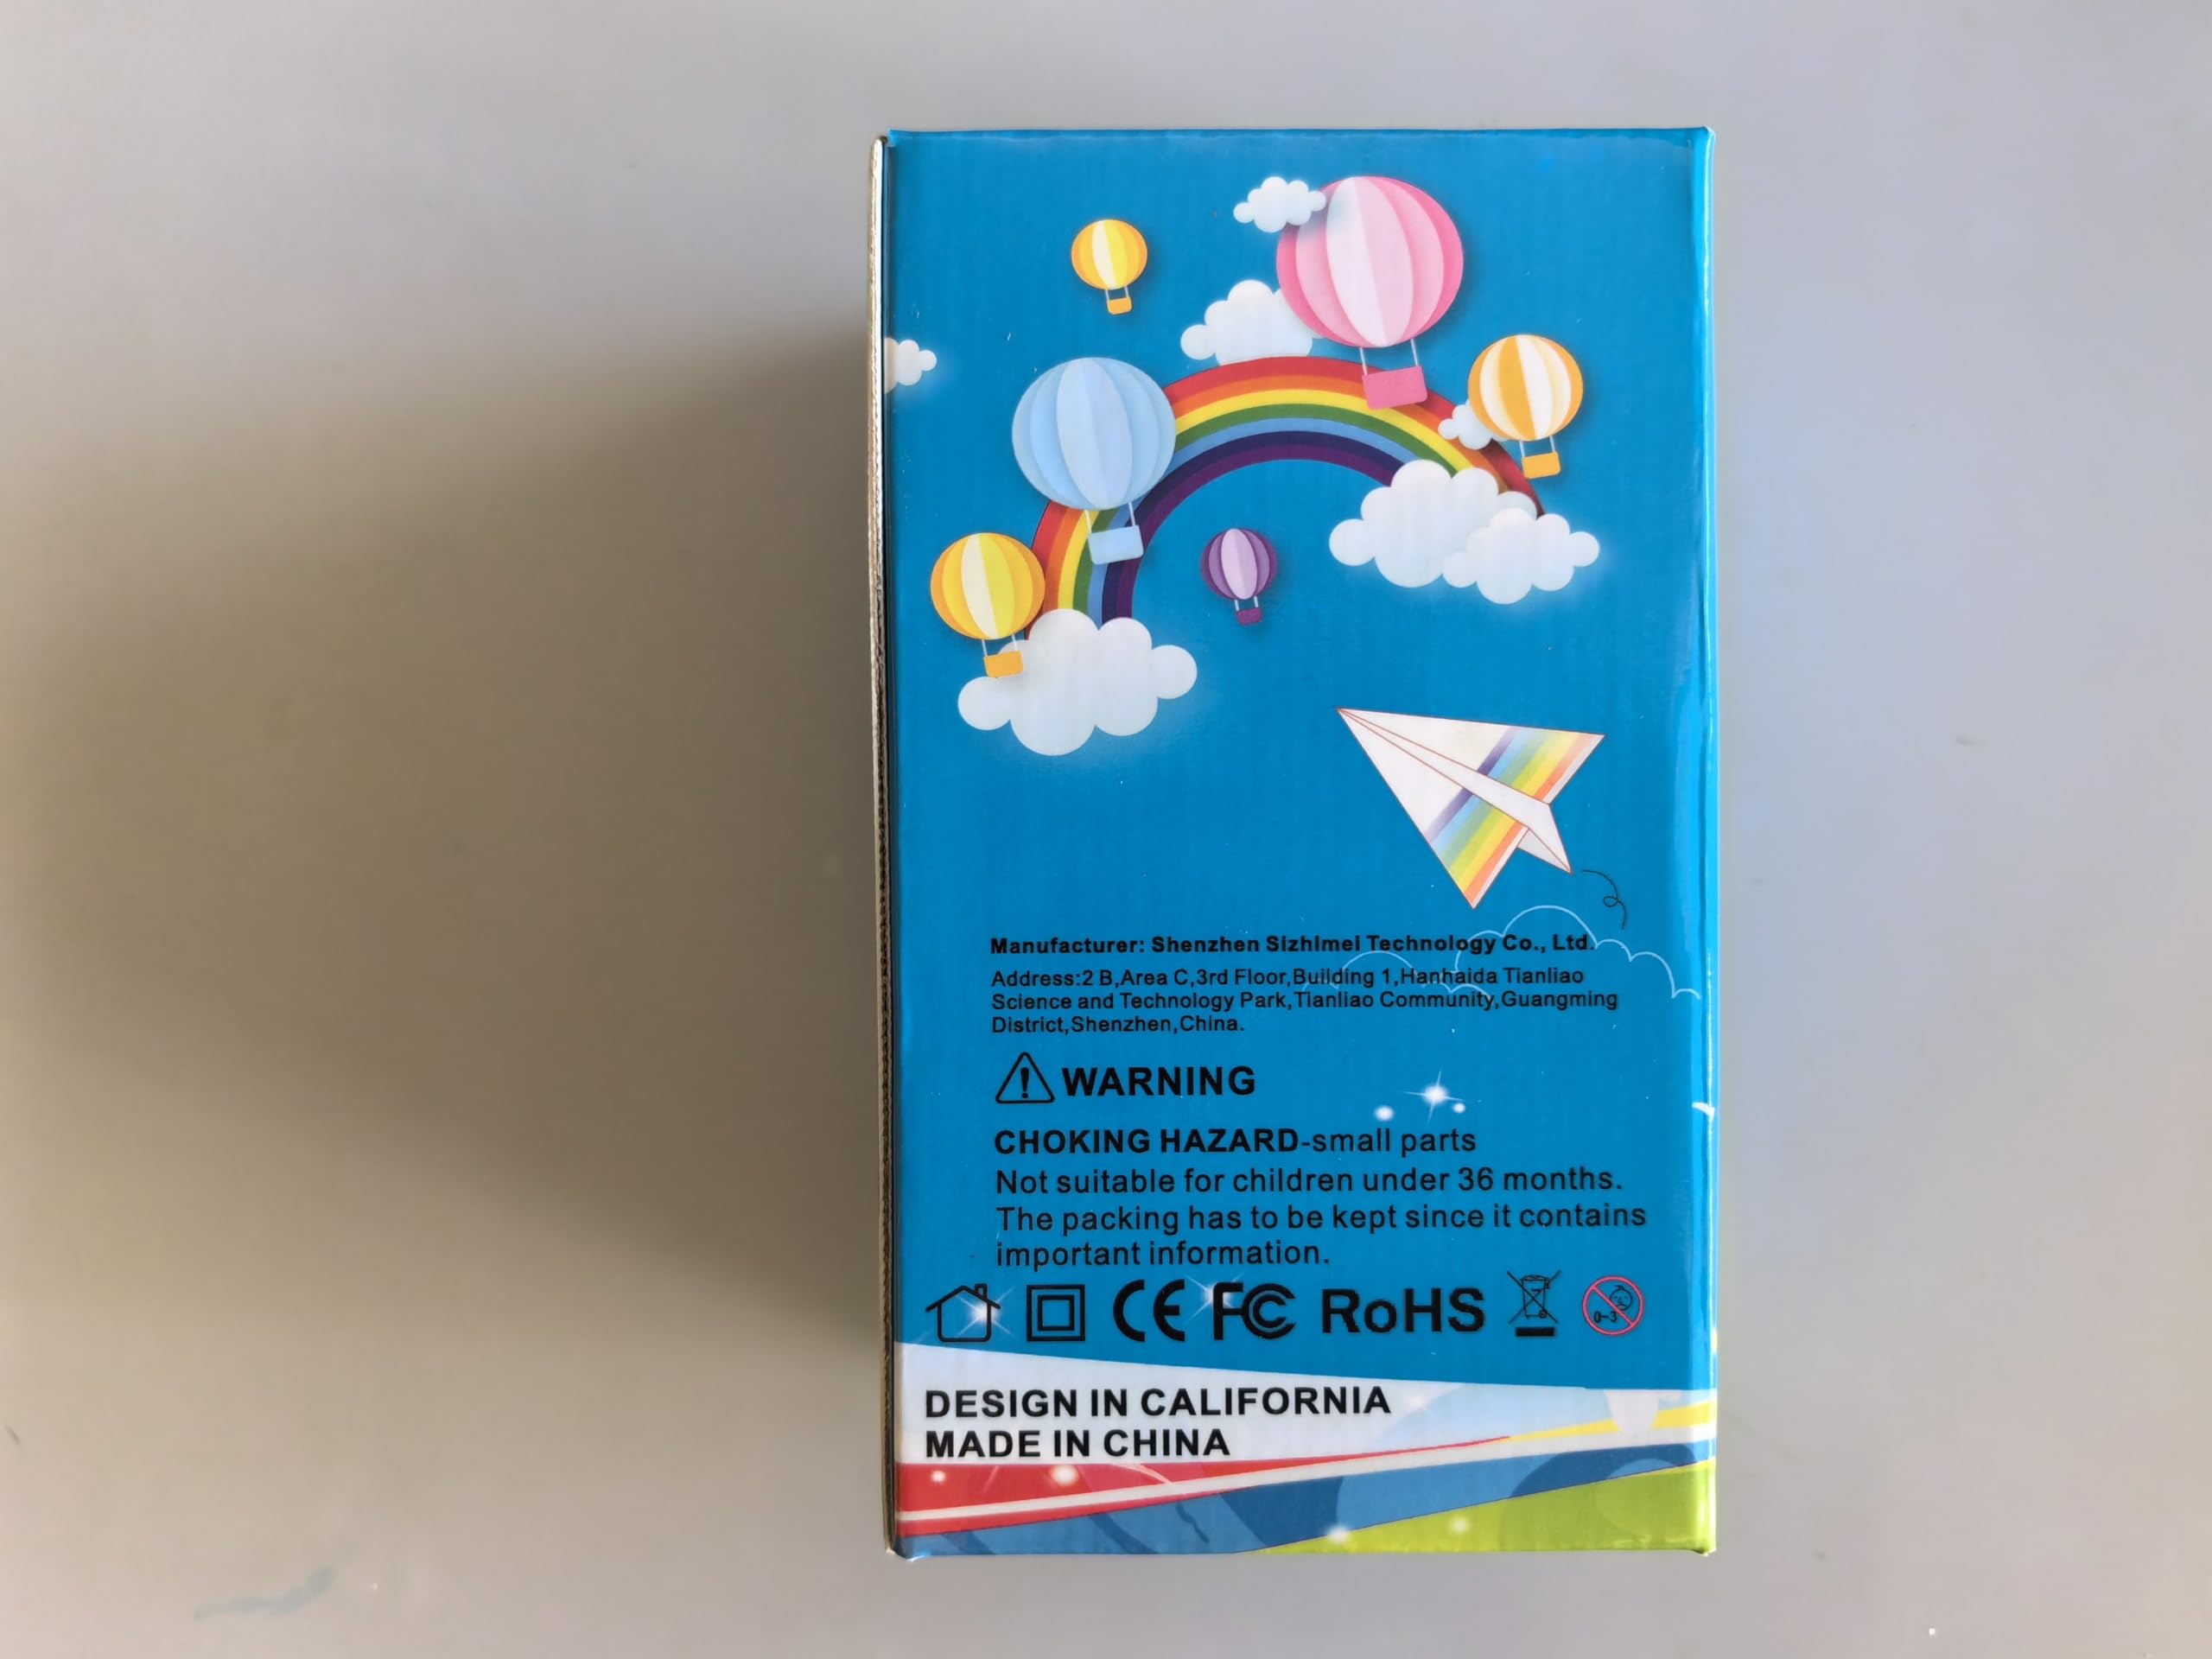 Manufacturer: Shenzhen Sizhimei Technology Co., Ltd.
Address:2 B,Area C,3rd Floor,Building 1,Hanhaida Tianliao
Science and Technology Park,Tianliao Community,Guangming
District,Shenzhen,China.
WARNING
CHOKING HAZARD-small parts
Not suitable for children under 36 months.
The packing has to be kept since it contains
important information.
CE FC RoHS 0-3
DESIGN IN CALIFORNIA
MADE IN CHINA